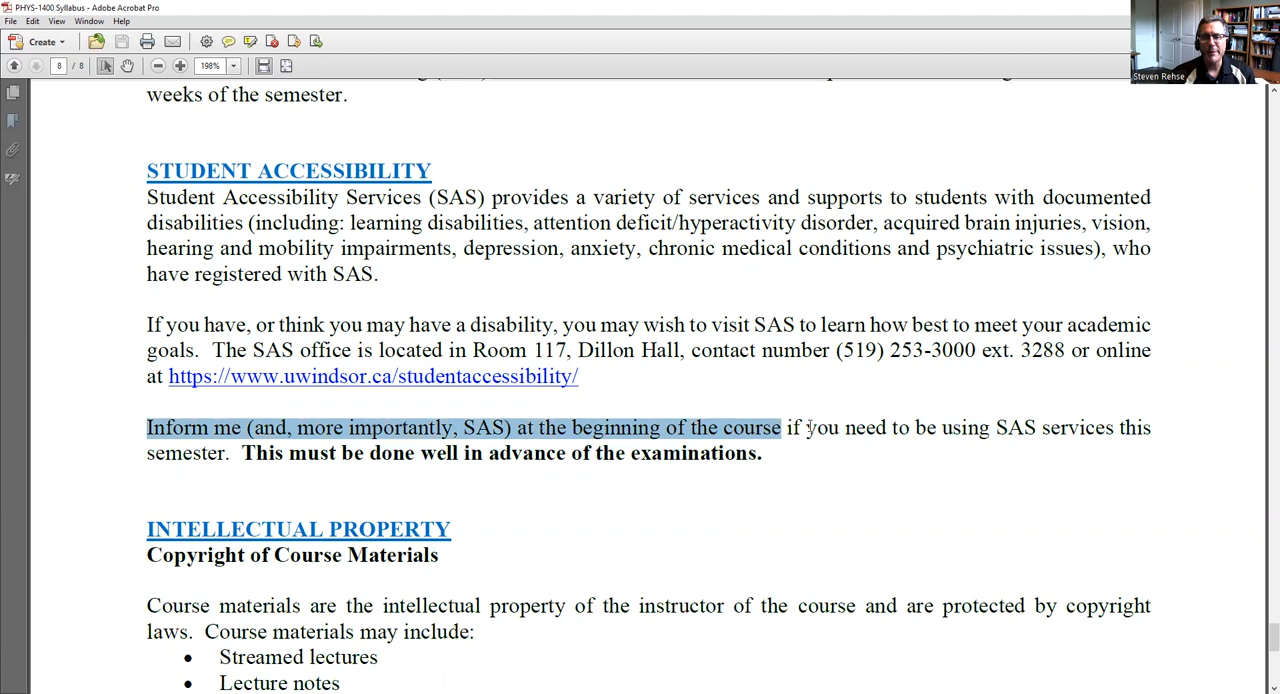 PHYS-1400 Syllabus - Adobe Acrobat Pro
File Edit View Window Help
Create
8 / 8 198%
Steven Rehse
weeks of the semester.
STUDENT ACCESSIBILITY
Student Accessibility Services (SAS) provides a variety of services and supports to students with documented
disabilities (including: learning disabilities, attention deficit/hyperactivity disorder, acquired brain injuries, vision,
hearing and mobility impairments, depression, anxiety, chronic medical conditions and psychiatric issues), who
have registered with SAS.
If you have, or think you may have a disability, you may wish to visit SAS to learn how best to meet your academic
goals. The SAS office is located in Room 117, Dillon Hall, contact number (519) 253-3000 ext. 3288 or online
at https://www.uwindsor.ca/studentaccessibility/
Inform me (and, more importantly, SAS) at the beginning of the course if you need to be using SAS services this
semester. This must be done well in advance of the examinations.
INTELLECTUAL PROPERTY
Copyright of Course Materials
Course materials are the intellectual property of the instructor of the course and are protected by copyright
laws. Course materials may include:
• Streamed lectures
• Lecture notes